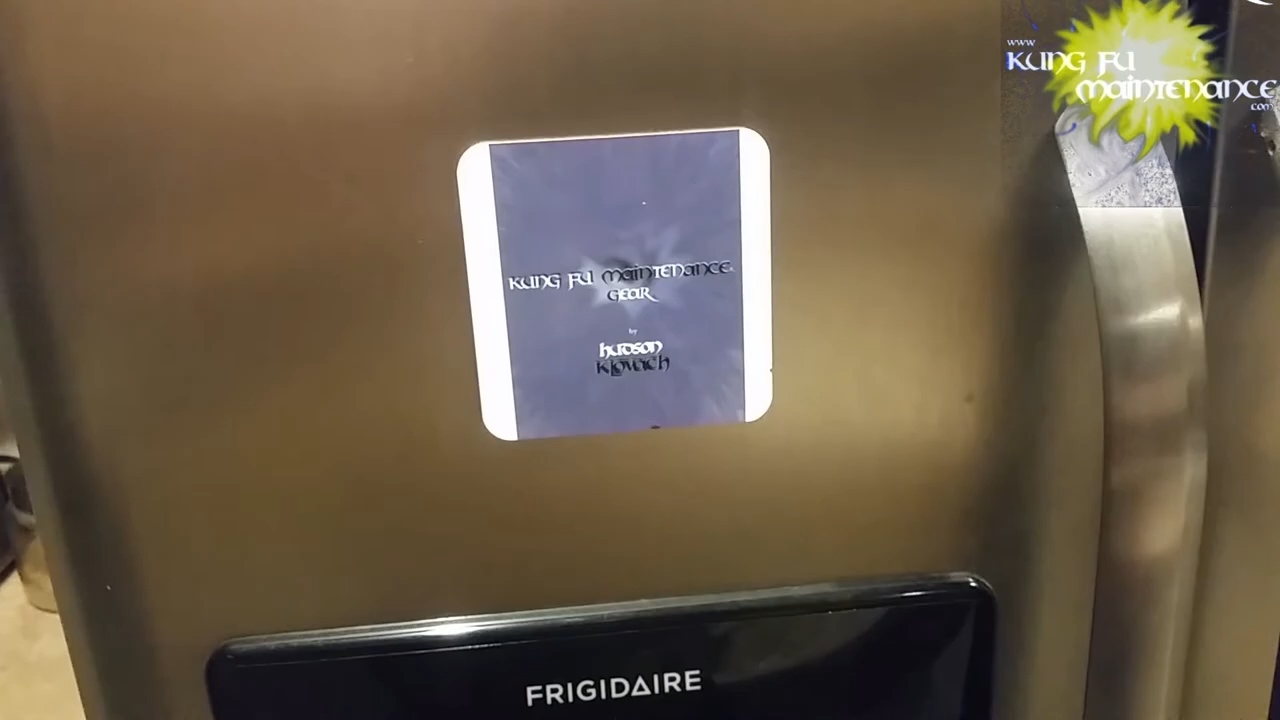 www
KUNG FU
MAINTENANCE
.com
KUNG FU MAINTENANCE
GEAR
by
HUDSON
KLOVACH
FRIGIDAIRE